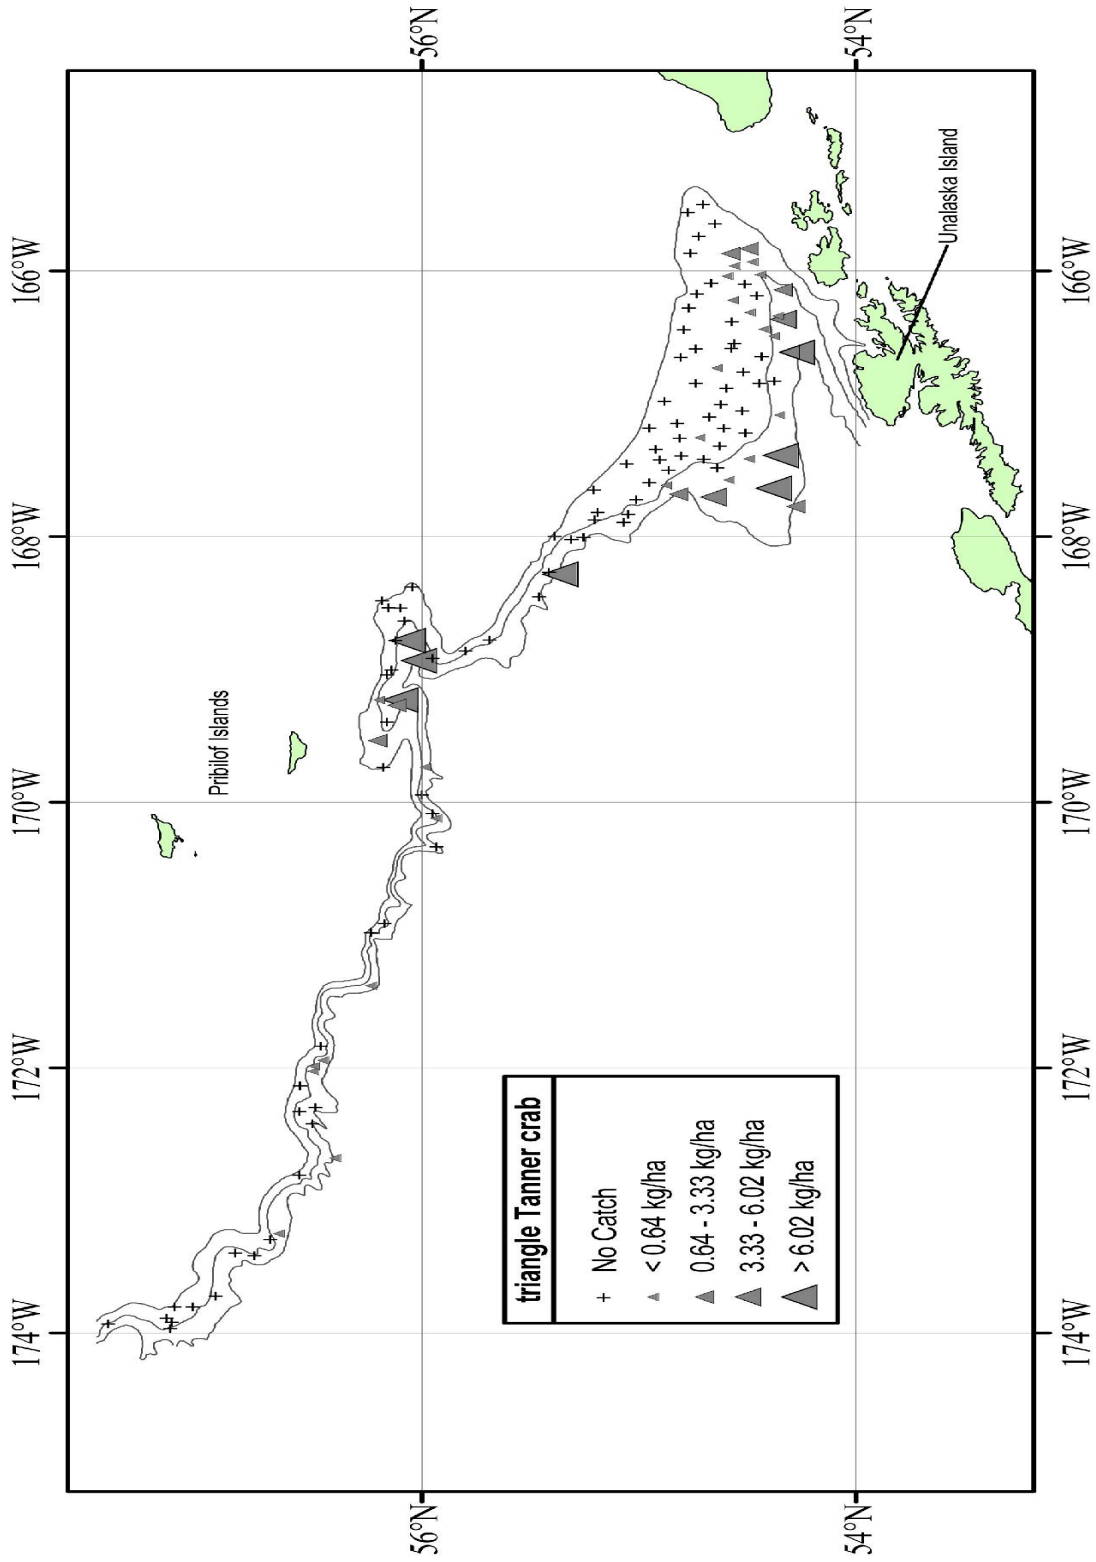 174°W
172°W
170°W
168°W
166°W
56°N
56°N
54°N
54°N
Pribilof Islands
Unalaska Island
triangle Tanner crab
No Catch
< 0.64 kg/ha
0.64 - 3.33 kg/ha
3.33 - 6.02 kg/ha
> 6.02 kg/ha
174°W
172°W
170°W
168°W
166°W